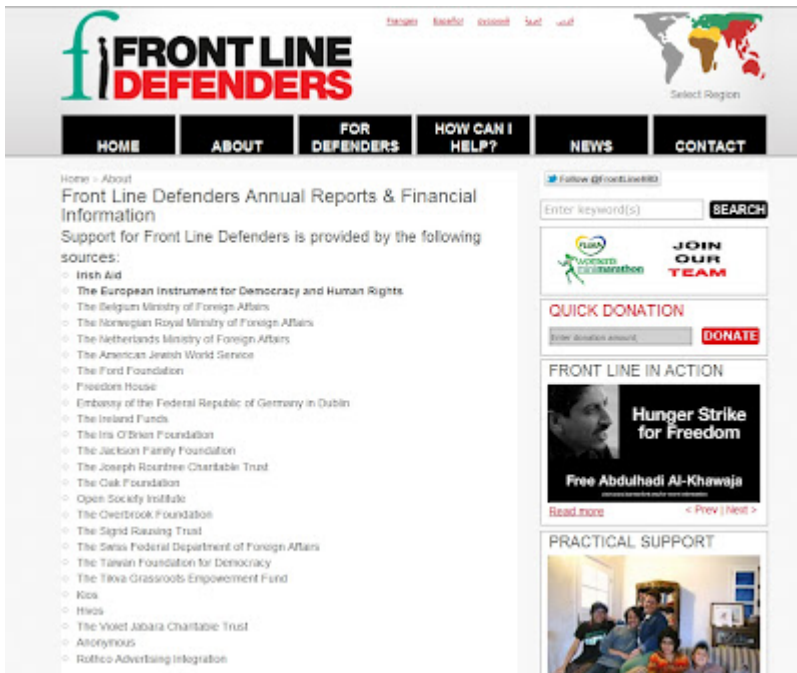 Français Español русский
FRONT LINE
DEFENDERS
Select Region
HOME
ABOUT
FOR
DEFENDERS
HOW CAN I
HELP?
NEWS
CONTACT
Home » About
Front Line Defenders Annual Reports & Financial
Information
Support for Front Line Defenders is provided by the following
sources:
Irish Aid
The European Instrument for Democracy and Human Rights
The Belgium Ministry of Foreign Affairs
The Norwegian Royal Ministry of Foreign Affairs
The Netherlands Ministry of Foreign Affairs
The American Jewish World Service
The Ford Foundation
Freedom House
Embassy of the Federal Republic of Germany in Dublin
The Ireland Funds
The Iris O'Brien Foundation
The Jackson Family Foundation
The Joseph Rountree Charitable Trust
The Oak Foundation
Open Society Institute
The Overbrook Foundation
The Sigrid Rausing Trust
The Swiss Federal Department of Foreign Affairs
The Taiwan Foundation for Democracy
The Tikva Grassroots Empowerment Fund
Kios
Hivos
The Violet Jabara Charitable Trust
Anonymous
Rothco Advertising Integration
Follow @FrontLineHRD
Enter keyword(s)
SEARCH
FLORA
women's
minimarathon
JOIN
OUR
TEAM
QUICK DONATION
Enter donation amount
DONATE
FRONT LINE IN ACTION
Hunger Strike
for Freedom
Free Abdulhadi Al-Khawaja
Read more
< Prev | Next >
PRACTICAL SUPPORT